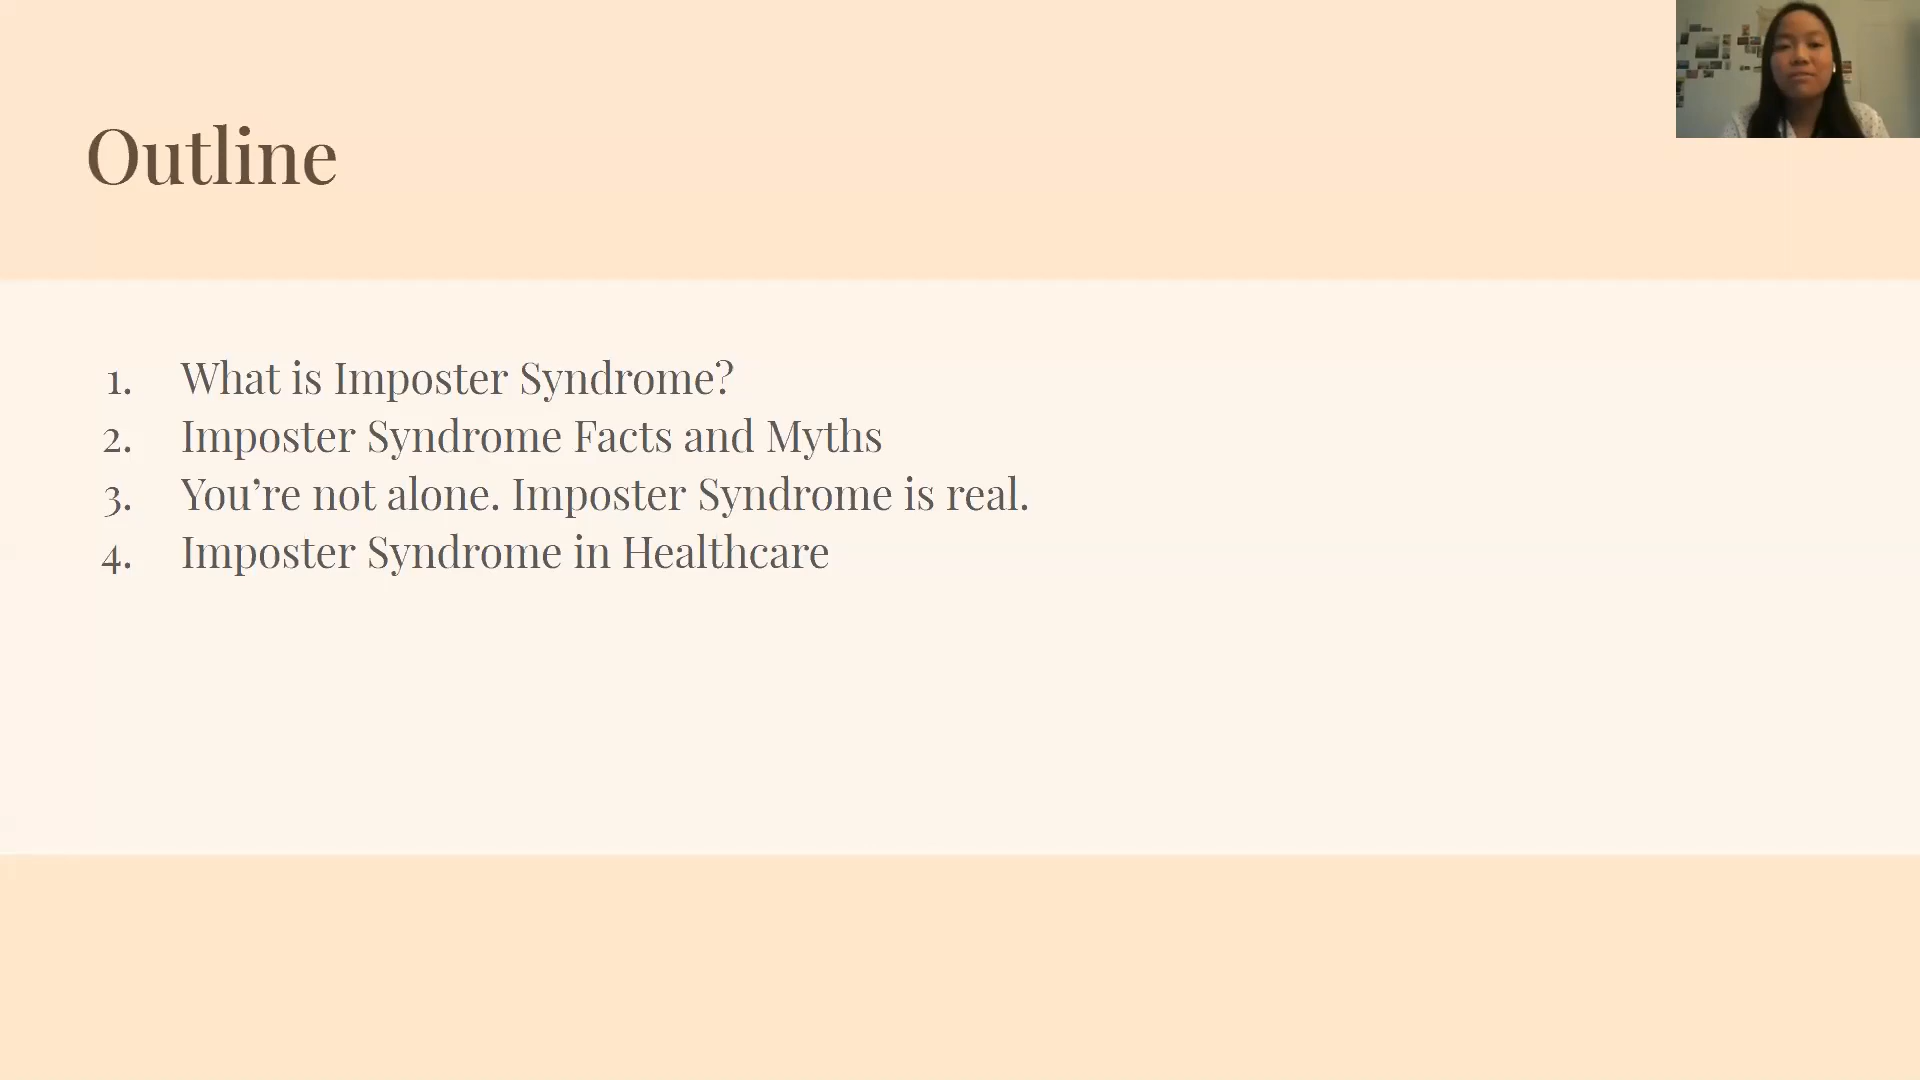 Outline
1. What is Imposter Syndrome?
2. Imposter Syndrome Facts and Myths
3. You’re not alone. Imposter Syndrome is real.
4. Imposter Syndrome in Healthcare